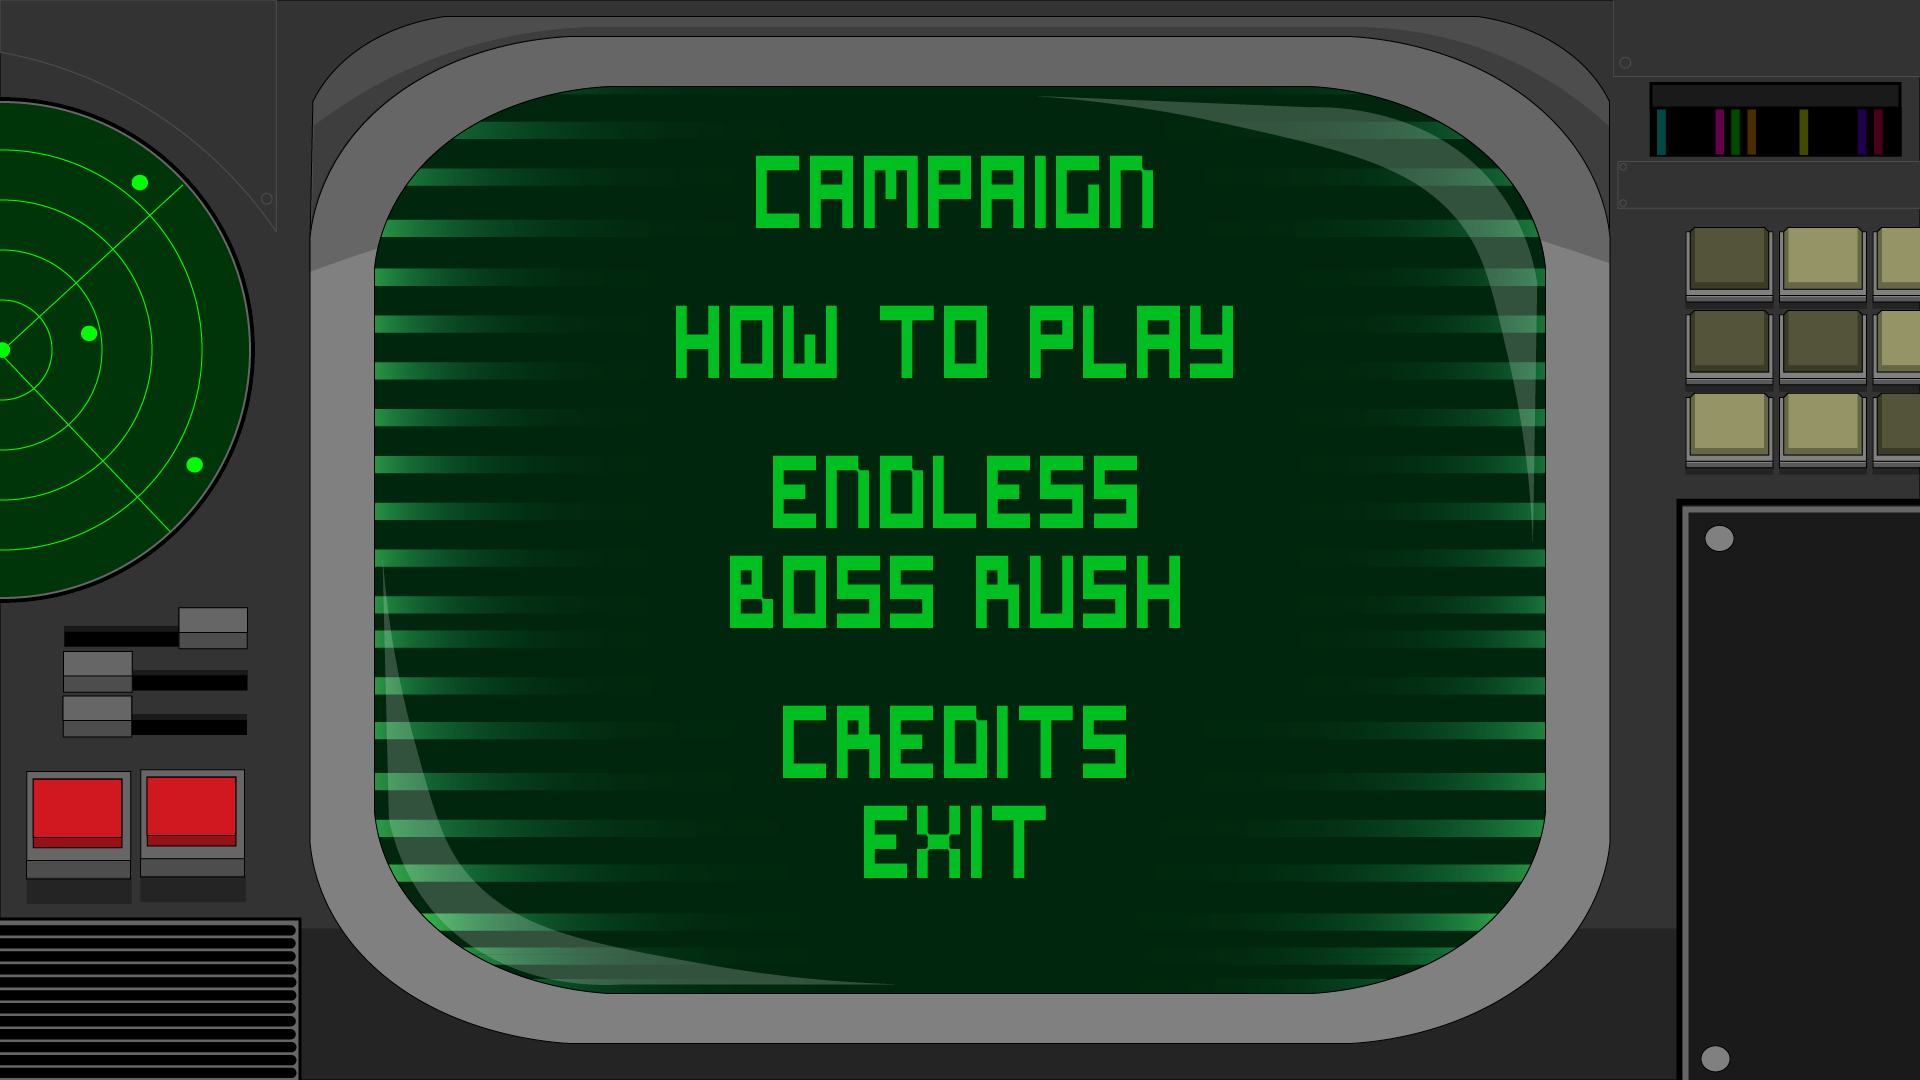 CAMPAIGN
HOW TO PLAY
ENDLESS
BOSS RUSH
CREDITS
EXIT